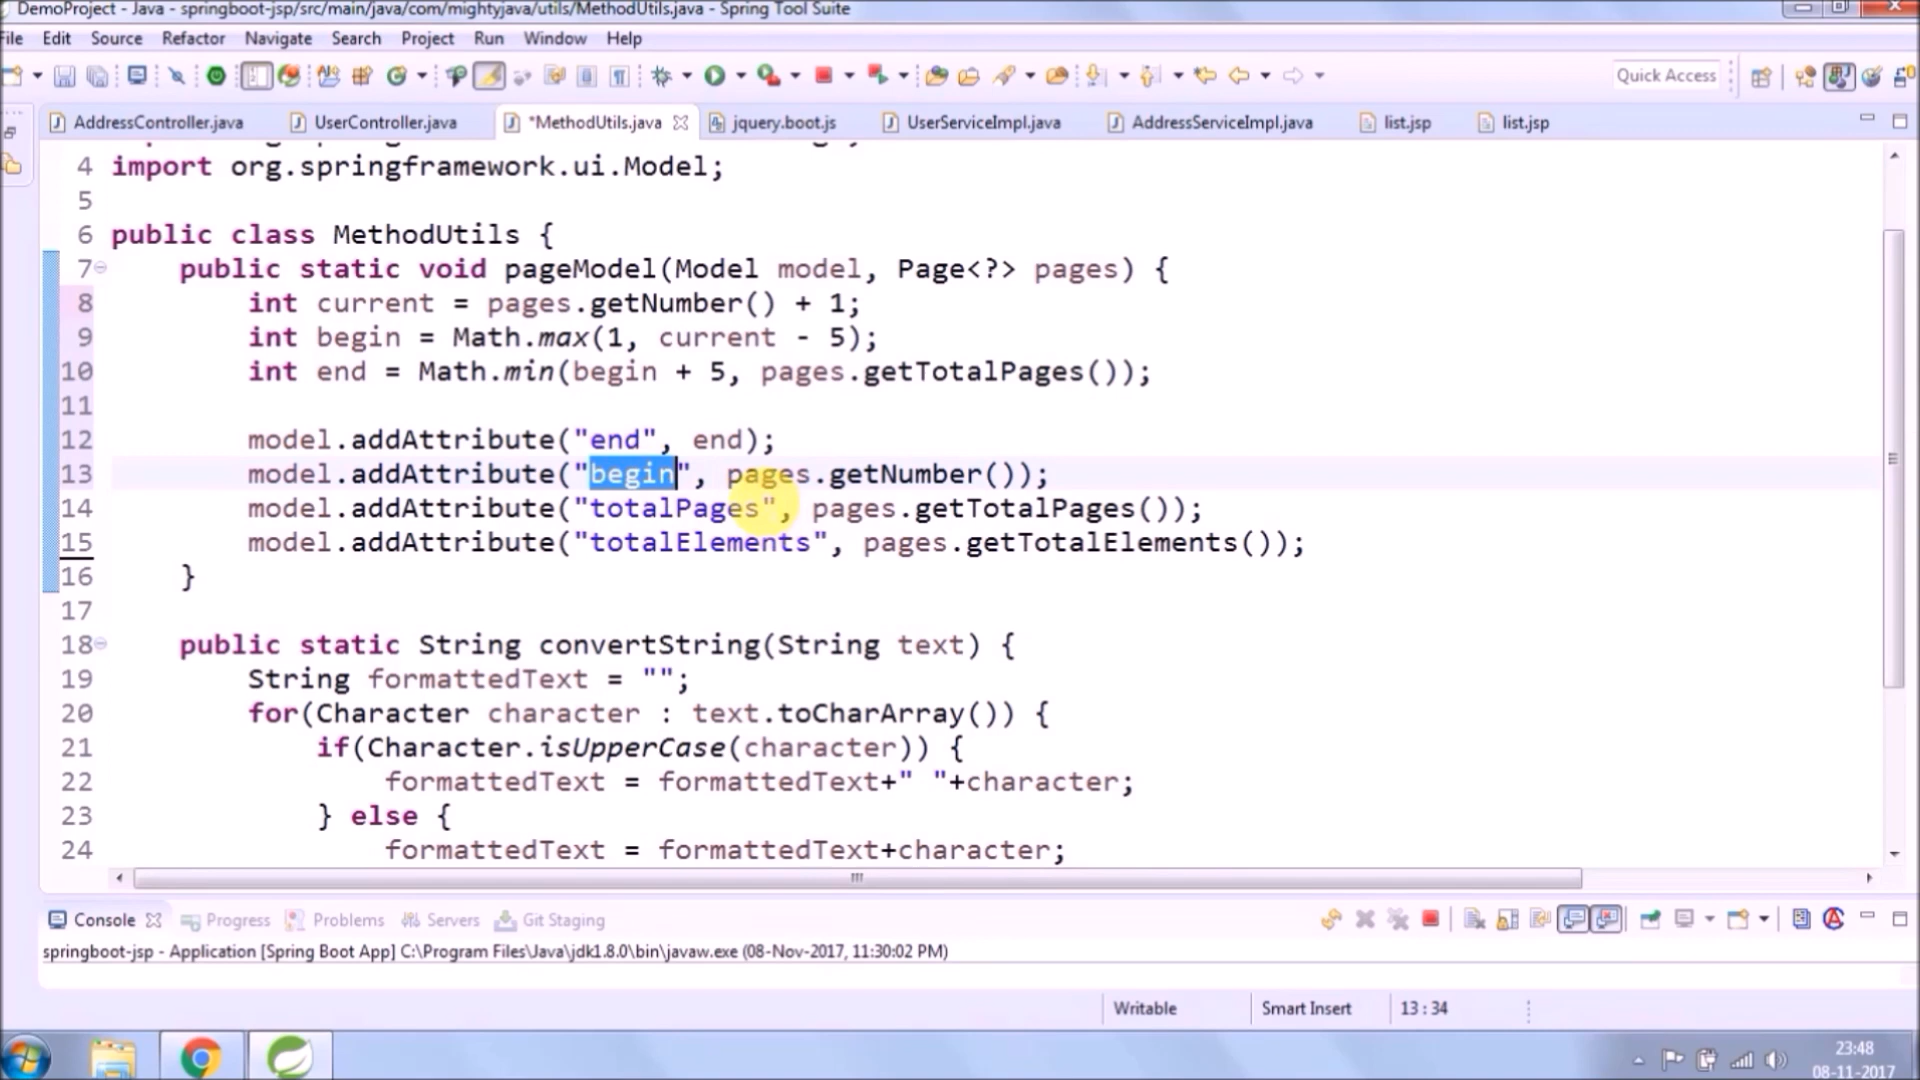 DemoProject - Java - springboot-jsp/src/main/java/com/mightyjava/utils/MethodUtils.java - Spring Tool Suite
File Edit Source Refactor Navigate Search Project Run Window Help
Quick Access
AddressController.java UserController.java *MethodUtils.java jquery.boot.js UserServiceImpl.java AddressServiceImpl.java list.jsp list.jsp
4 import org.springframework.ui.Model;
5
6 public class MethodUtils {
7 public static void pageModel(Model model, Page<?> pages) {
8 int current = pages.getNumber() + 1;
9 int begin = Math.max(1, current - 5);
10 int end = Math.min(begin + 5, pages.getTotalPages());
11
12 model.addAttribute("end", end);
13 model.addAttribute("begin", pages.getNumber());
14 model.addAttribute("totalPages", pages.getTotalPages());
15 model.addAttribute("totalElements", pages.getTotalElements());
16 }
17
18 public static String convertString(String text) {
19 String formattedText = "";
20 for(Character character : text.toCharArray()) {
21 if(Character.isUpperCase(character)) {
22 formattedText = formattedText+" "+character;
23 } else {
24 formattedText = formattedText+character;
Console Progress Problems Servers Git Staging
springboot-jsp - Application [Spring Boot App] C:\Program Files\Java\jdk1.8.0\bin\javaw.exe (08-Nov-2017, 11:30:02 PM)
Writable Smart Insert 13 : 34
23:48
08-11-2017